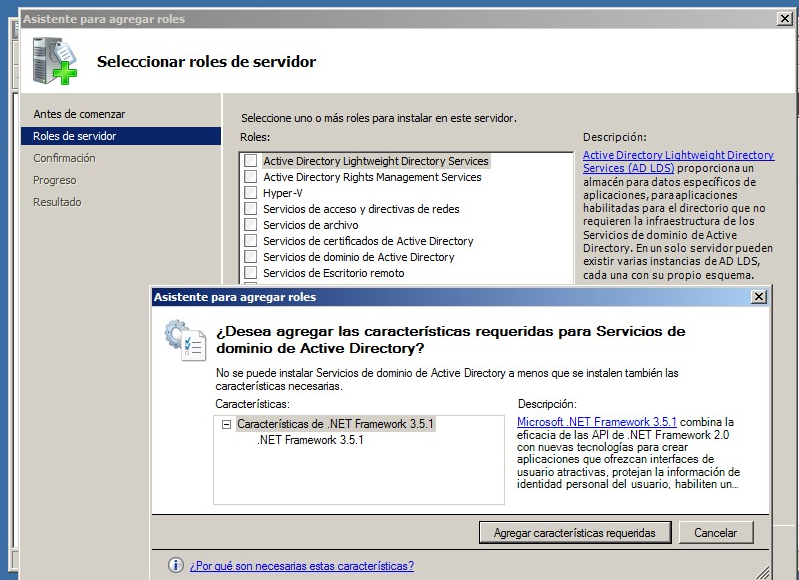 Asistente para agregar roles
Seleccionar roles de servidor
Antes de comenzar
Roles de servidor
Confirmación
Progreso
Resultado
Seleccione uno o más roles para instalar en este servidor.
Roles:
Active Directory Lightweight Directory Services
Active Directory Rights Management Services
Hyper-V
Servicios de acceso y directivas de redes
Servicios de archivo
Servicios de certificados de Active Directory
Servicios de dominio de Active Directory
Servicios de Escritorio remoto
Descripción:
Active Directory Lightweight Directory
Services (AD LDS) proporciona un
almacén para datos específicos de
aplicaciones, para aplicaciones
habilitadas para el directorio que no
requieren la infraestructura de los
Servicios de dominio de Active
Directory. En un solo servidor pueden
existir varias instancias de AD LDS,
cada una con su propio esquema.
Asistente para agregar roles
¿Desea agregar las características requeridas para Servicios de
dominio de Active Directory?
No se puede instalar Servicios de dominio de Active Directory a menos que se instalen también las
características necesarias.
Características:
Características de .NET Framework 3.5.1
.NET Framework 3.5.1
Descripción:
Microsoft .NET Framework 3.5.1 combina la
eficacia de las API de .NET Framework 2.0
con nuevas tecnologías para crear
aplicaciones que ofrezcan interfaces de
usuario atractivas, protejan la información de
identidad personal del usuario, habiliten un...
Agregar características requeridas
Cancelar
¿Por qué son necesarias estas características?